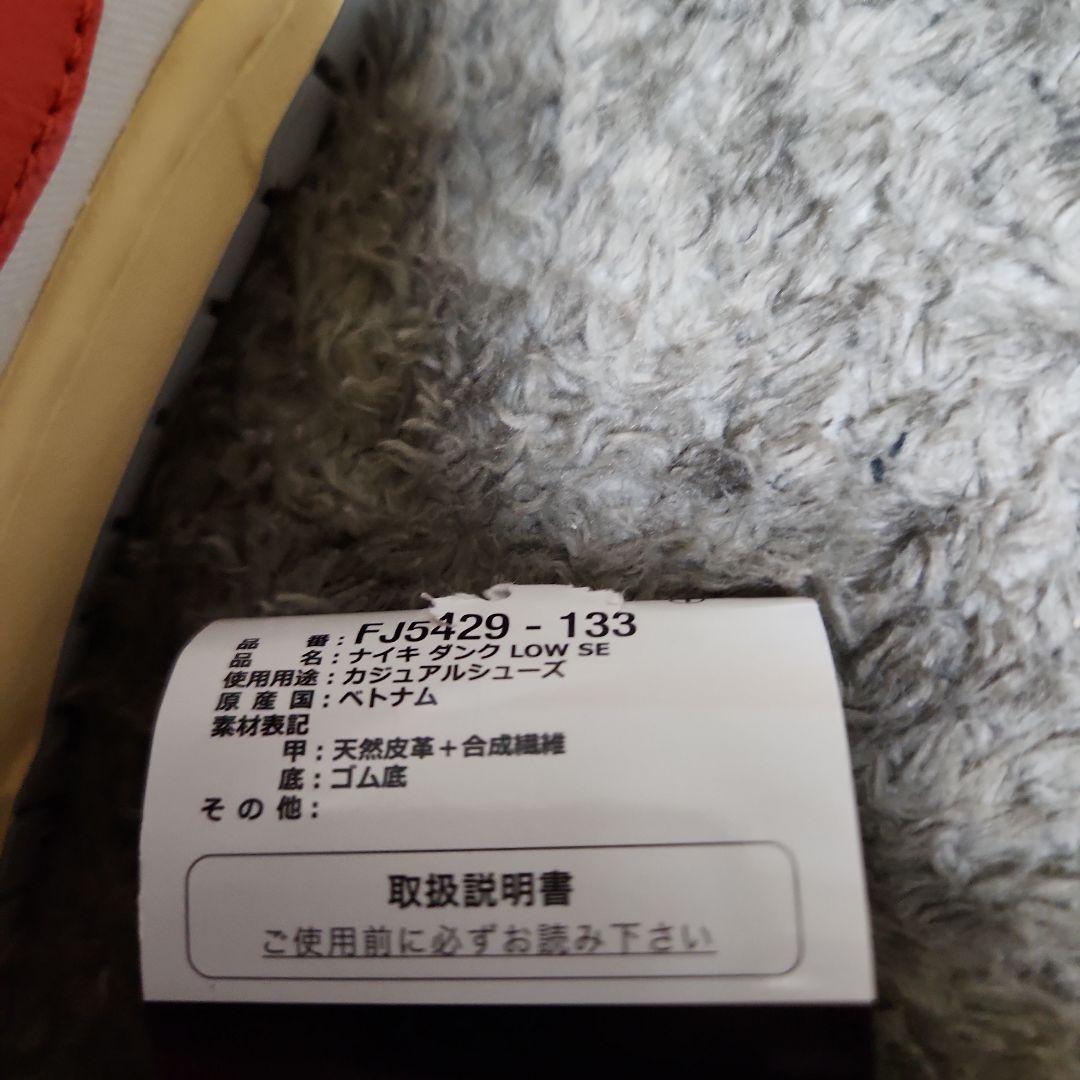 品 番：FJ5429 - 133
品 名：ナイキ ダンク LOW SE
使用用途：カジュアルシューズ
原 産 国：ベトナム
素材表記
甲：天然皮革＋合成繊維
底：ゴム底
そ の 他：
取扱説明書
ご使用前に必ずお読み下さい